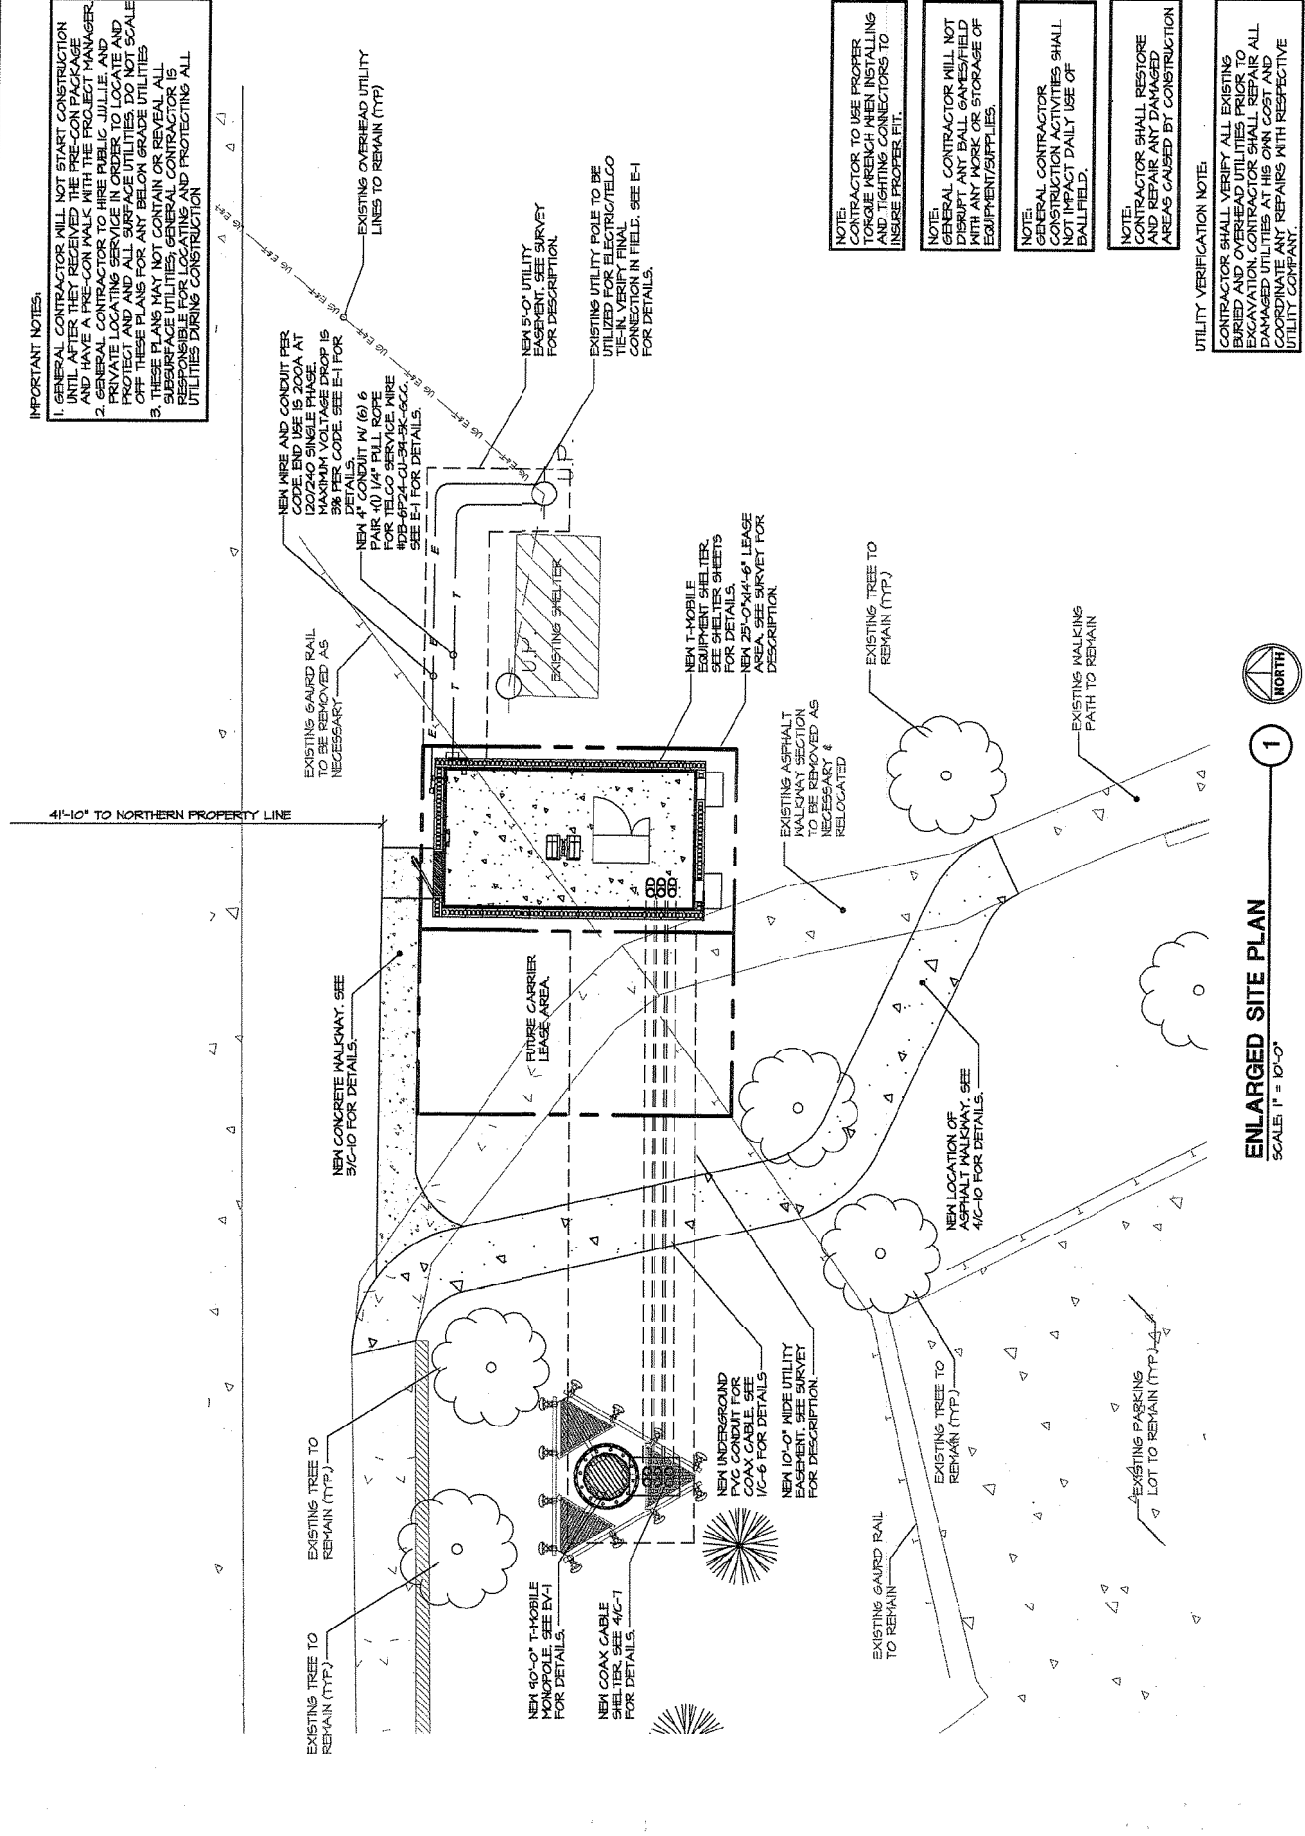 IMPORTANT NOTES:
1. GENERAL CONTRACTOR WILL NOT START CONSTRUCTION
UNTIL AFTER THEY RECEIVED THE PRE-CON PACKAGE
AND HAVE A PRE-CON WALK WITH THE PROJECT MANAGER.
2. GENERAL CONTRACTOR TO HIRE PUBLIC J.U.L.I.E. AND
PRIVATE LOCATING SERVICE IN ORDER TO LOCATE AND
PROTECT AND ALL SURFACE UTILITIES. DO NOT SCALE
OFF THESE PLANS FOR ANY BELOW GRADE UTILITIES
3. THESE PLANS MAY NOT CONTAIN OR REVEAL ALL
SUBSURFACE UTILITIES; GENERAL CONTRACTOR IS
RESPONSIBLE FOR LOCATING AND PROTECTING ALL
UTILITIES DURING CONSTRUCTION
EXISTING OVERHEAD UTILITY
LINES TO REMAIN (TYP)
US E&T
US E&T
US E&T
US E&T
US E&T
US E&T
US E&T
US E&T
US E&T
NEW WIRE AND CONDUIT PER
CODE. END USE IS 200A AT
120/240 SINGLE PHASE.
MAXIMUM VOLTAGE DROP IS
3% PER CODE. SEE E-1 FOR
DETAILS.
NEW 4" CONDUIT W/ (6) 6
PAIR +(1) 1/4" PULL ROPE
FOR TELCO SERVICE. WIRE
#DB-6P24-CU-34-5K-GCC.
SEE E-1 FOR DETAILS.
NEW 5'-0" UTILITY
EASEMENT. SEE SURVEY
FOR DESCRIPTION.
EXISTING UTILITY POLE TO BE
UTILIZED FOR ELECTRIC/TELCO
TIE-IN. VERIFY FINAL
CONNECTION IN FIELD. SEE E-1
FOR DETAILS.
U.P.
U.P.
EXISTING SHELTER
E
E
E
T
T
EXISTING GAURD RAIL
TO BE REMOVED AS
NECESSARY
41'-10" TO NORTHERN PROPERTY LINE
NEW T-MOBILE
EQUIPMENT SHELTER.
SEE SHELTER SHEETS
FOR DETAILS.
NEW 25'-0"x14'-6" LEASE
AREA. SEE SURVEY FOR
DESCRIPTION.
EXISTING ASPHALT
WALKWAY SECTION
TO BE REMOVED AS
NECESSARY &
RELOCATED
EXISTING TREE TO
REMAIN (TYP.)
EXISTING WALKING
PATH TO REMAIN
NEW CONCRETE WALKWAY. SEE
3/C-10 FOR DETAILS.
FUTURE CARRIER
LEASE AREA.
NEW LOCATION OF
ASPHALT WALKWAY. SEE
4/C-10 FOR DETAILS.
EXISTING TREE TO
REMAIN (TYP.)
EXISTING TREE TO
REMAIN (TYP.)
NEW 90'-0" T-MOBILE
MONOPOLE. SEE EV-1
FOR DETAILS.
NEW COAX CABLE
SHELTER. SEE 4/C-7
FOR DETAILS.
NEW UNDERGROUND
PVC CONDUIT FOR
COAX CABLE. SEE
1/C-6 FOR DETAILS
NEW 10'-0" WIDE UTILITY
EASEMENT. SEE SURVEY
FOR DESCRIPTION.
EXISTING GAURD RAIL
TO REMAIN
EXISTING TREE TO
REMAIN (TYP.)
EXISTING PARKING
LOT TO REMAIN (TYP.)
NOTE:
CONTRACTOR TO USE PROPER
TORQUE WRENCH WHEN INSTALLING
AND TIGHTING CONNECTORS TO
INSURE PROPER FIT.
NOTE:
GENERAL CONTRACTOR WILL NOT
DISRUPT ANY BALL GAMES/FIELD
WITH ANY WORK OR STORAGE OF
EQUIPMENT/SUPPLIES.
NOTE:
GENERAL CONTRACTOR
CONSTRUCTION ACTIVITIES SHALL
NOT IMPACT DAILY USE OF
BALLFIELD.
NOTE:
CONTRACTOR SHALL RESTORE
AND REPAIR ANY DAMAGED
AREAS CAUSED BY CONSTRUCTION
UTILITY VERIFICATION NOTE:
CONTRACTOR SHALL VERIFY ALL EXISTING
BURIED AND OVERHEAD UTILITIES PRIOR TO
EXCAVATION. CONTRACTOR SHALL REPAIR ALL
DAMAGED UTILITIES AT HIS OWN COST AND
COORDINATE ANY REPAIRS WITH RESPECTIVE
UTILITY COMPANY.
ENLARGED SITE PLAN
SCALE: 1" = 10'-0"
1
NORTH